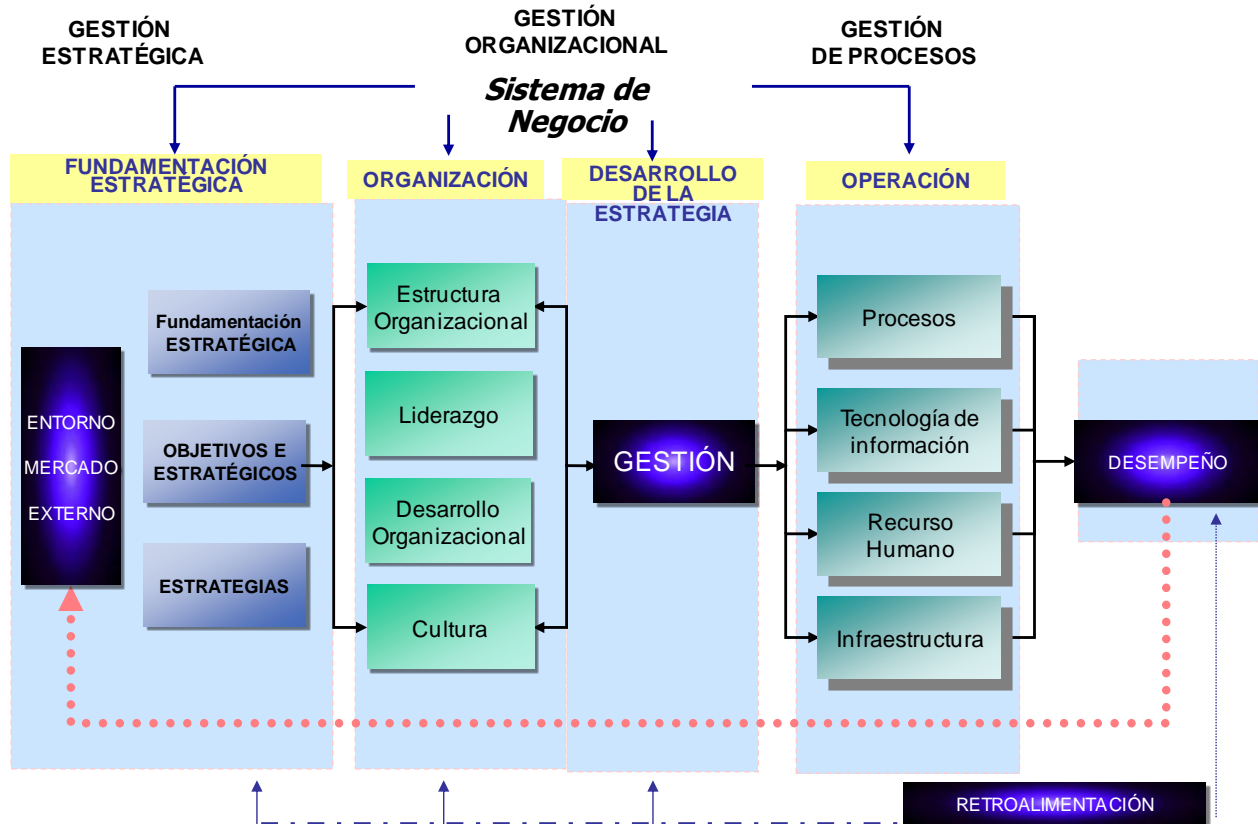 GESTIÓN
ESTRATÉGICA
GESTIÓN
ORGANIZACIONAL
GESTIÓN
DE PROCESOS
Sistema de
Negocio
FUNDAMENTACIÓN
ESTRATÉGICA
ORGANIZACIÓN
DESARROLLO
DE LA
ESTRATEGIA
OPERACIÓN
ENTORNO
MERCADO
EXTERNO
Fundamentación
ESTRATÉGICA
OBJETIVOS E
ESTRATÉGICOS
ESTRATEGIAS
Estructura
Organizacional
Liderazgo
Desarrollo
Organizacional
Cultura
GESTIÓN
Procesos
Tecnología de
información
Recurso
Humano
Infraestructura
DESEMPEÑO
RETROALIMENTACIÓN